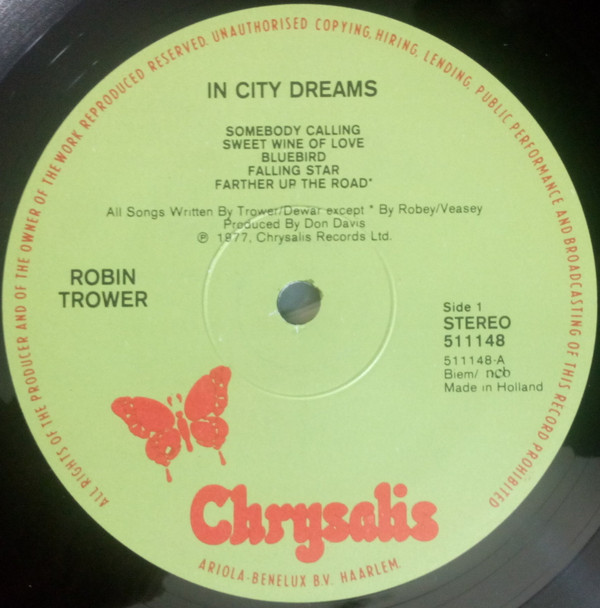 ALL RIGHTS OF THE PRODUCER AND OF THE OWNER OF THE WORK REPRODUCED RESERVED. UNAUTHORISED COPYING, HIRING, LENDING, PUBLIC PERFORMANCE AND BROADCASTING OF THIS RECORD PROHIBITED
IN CITY DREAMS
SOMEBODY CALLING
SWEET WINE OF LOVE
BLUEBIRD
FALLING STAR
FARTHER UP THE ROAD*
All Songs Written By Trower/Dewar except * By Robey/Veasey
Produced By Don Davis
℗ 1977, Chrysalis Records Ltd.
ROBIN
TROWER
Side 1
STEREO
511148
511148-A
Biem/ ncb
Made in Holland
Chrysalis
ARIOLA-BENELUX B.V. HAARLEM.